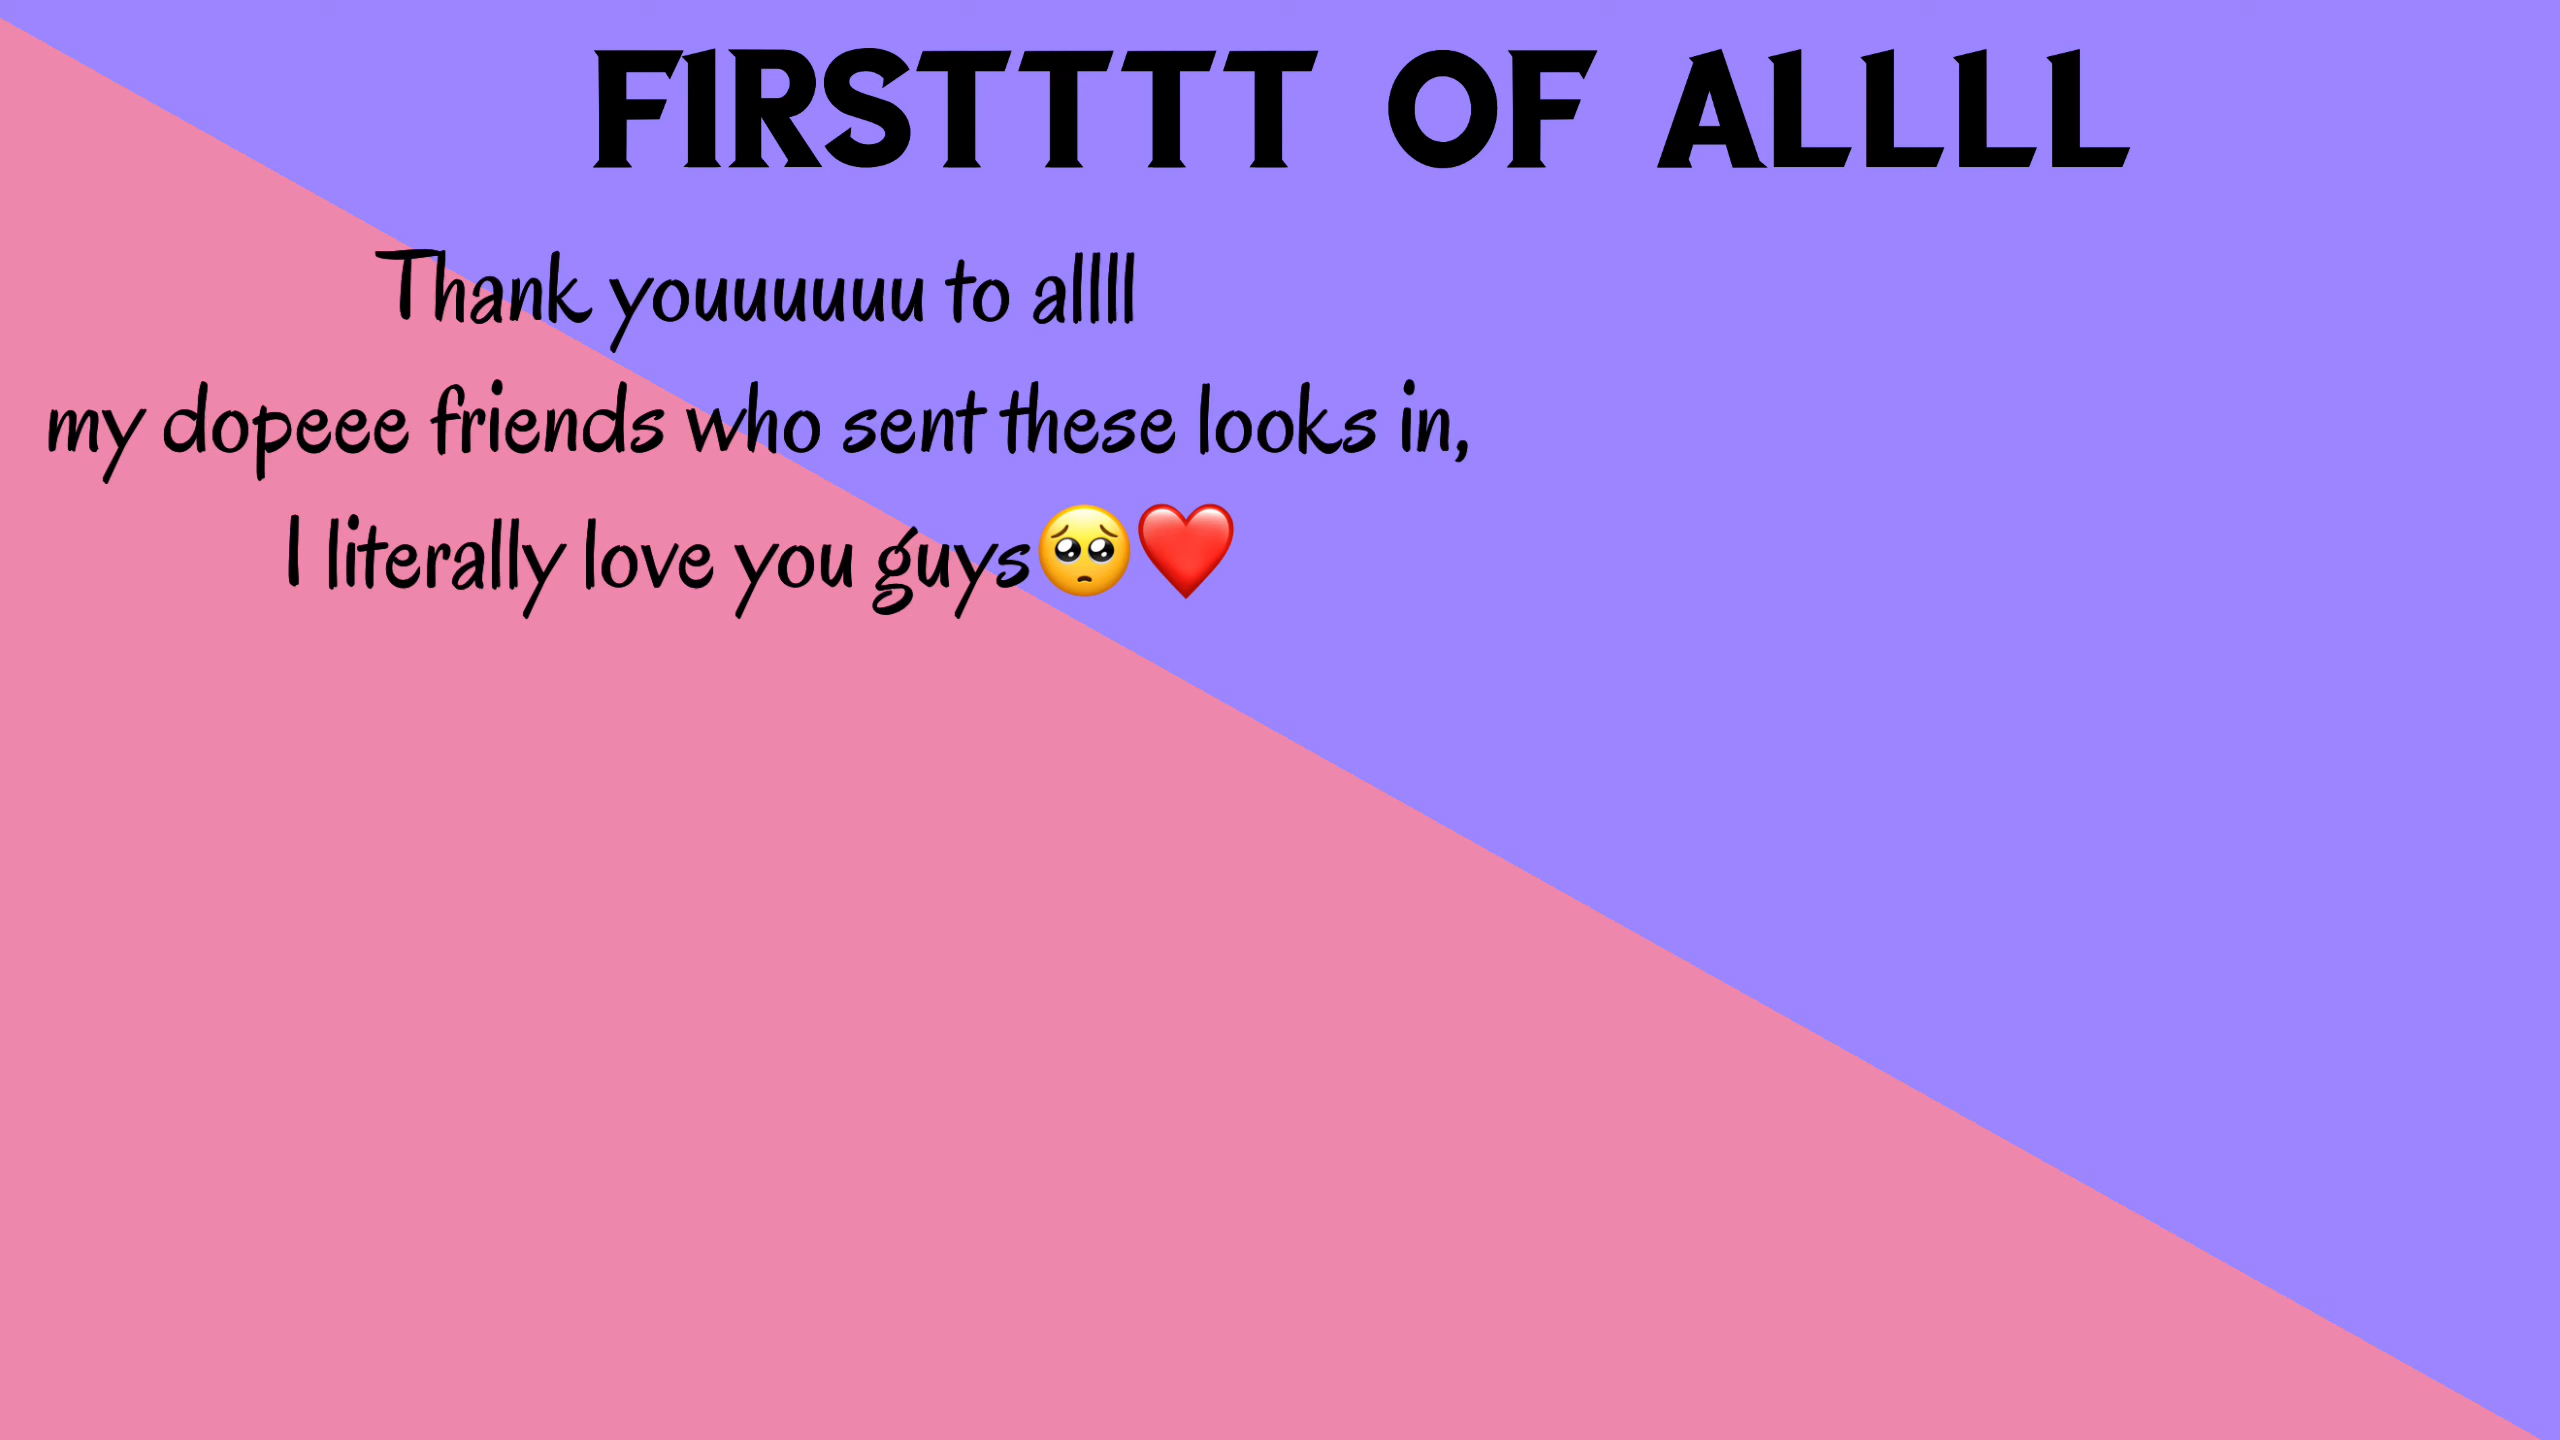 FIRSTTTT OF ALLLL
Thank youuuuuu to allll
my dopeee friends who sent these looks in,
I literally love you guys🥺❤️